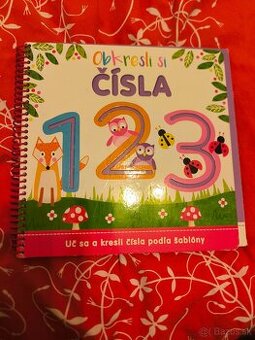 Obkresli si
ČÍSLA
123
Uč sa a kresli čísla podľa šablóny